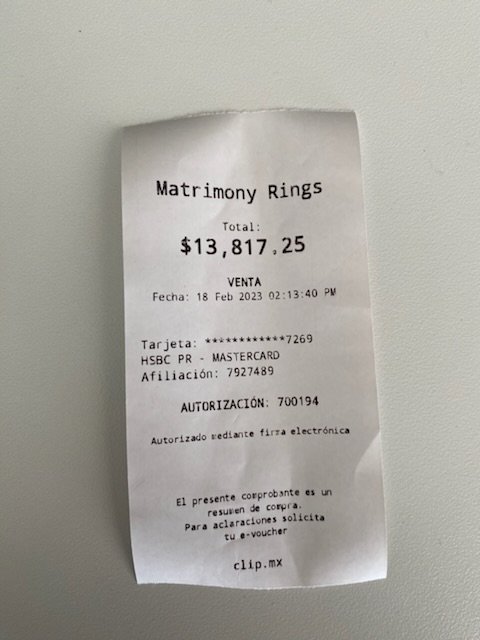 Matrimony Rings
Total:
$13,817.25
VENTA
Fecha: 18 Feb 2023 02:13:40 PM
Tarjeta: ************7269
HSBC PR - MASTERCARD
Afiliación: 7927489
AUTORIZACIÓN: 700194
Autorizado mediante firma electrónica
El presente comprobante es un
resumen de compra.
Para aclaraciones solicita
tu e-voucher
clip.mx